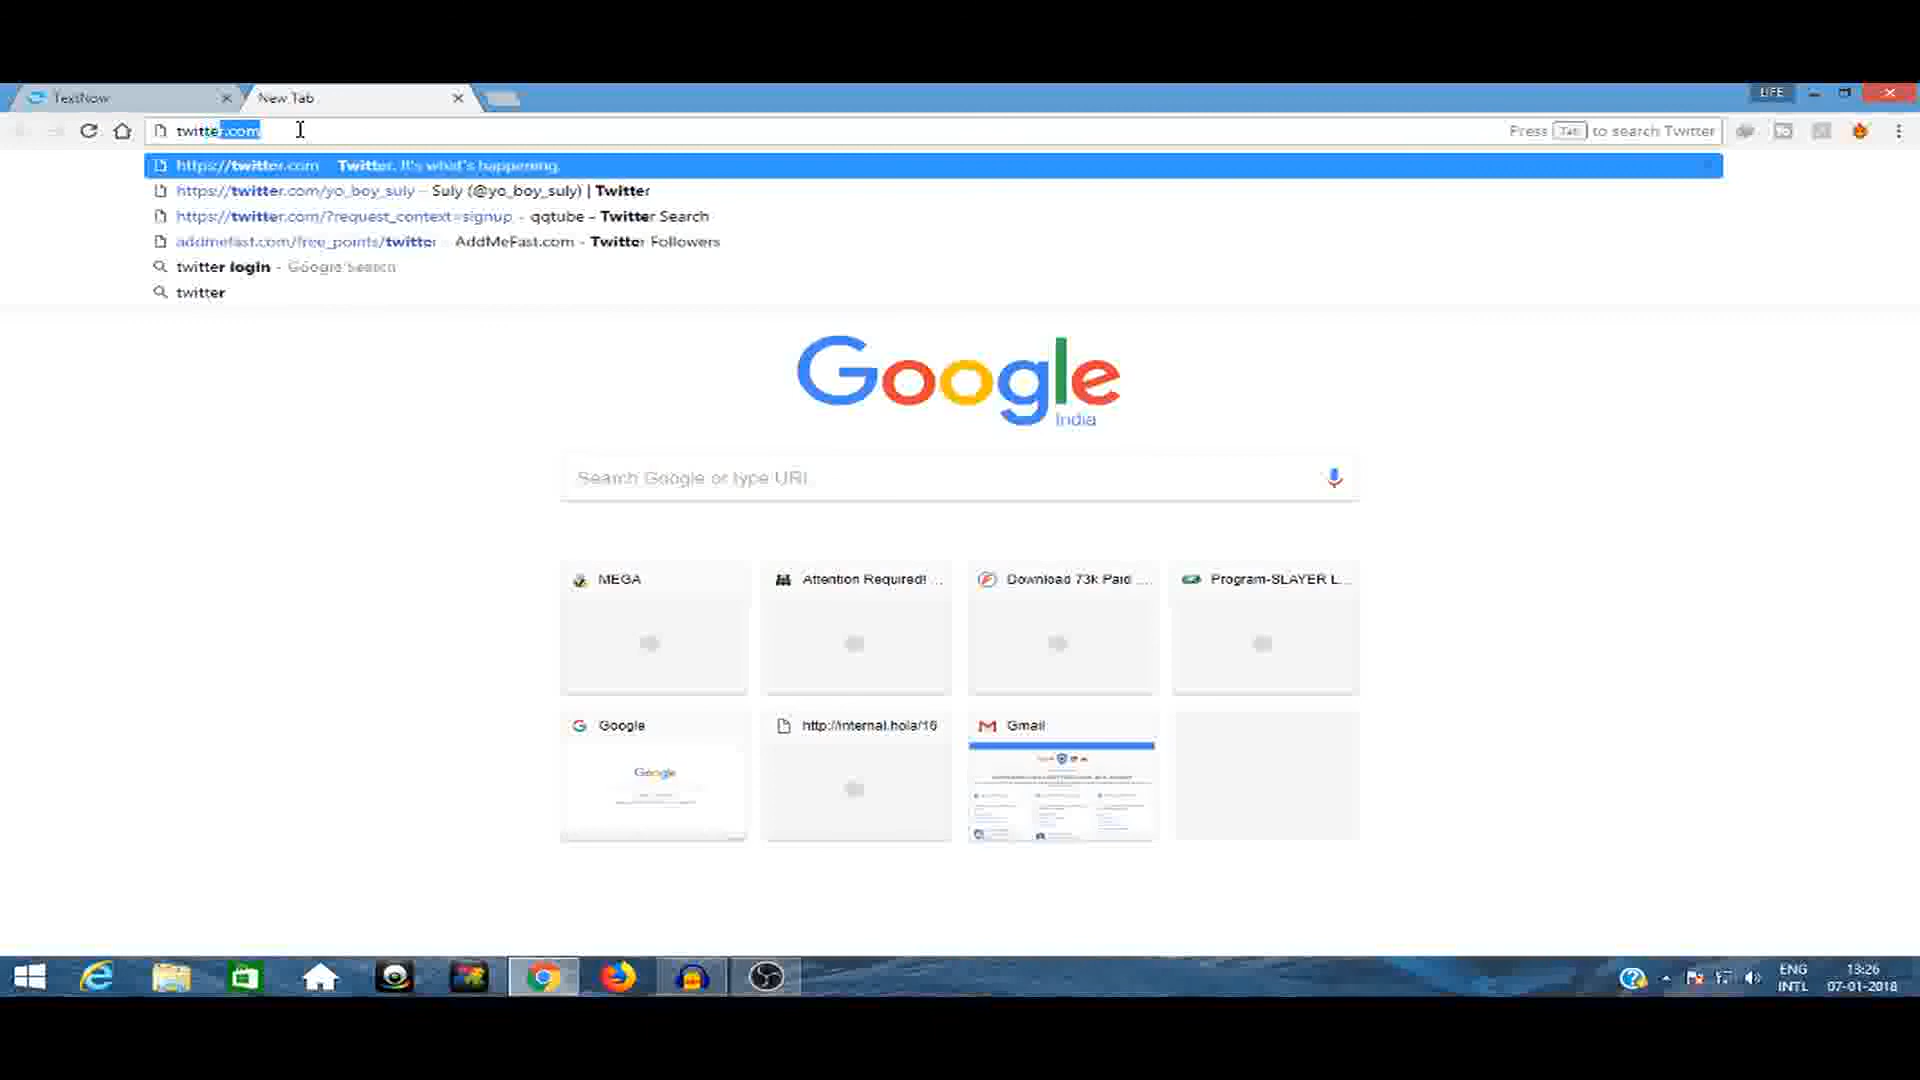 TextNow
New Tab
LIFE
twitter.com
Press Tab to search Twitter
https://twitter.com Twitter. It's what's happening.
https://twitter.com/yo_boy_suly – Suly (@yo_boy_suly) | Twitter
https://twitter.com/?request_context=signup - qqtube – Twitter Search
addmefast.com/free_points/twitter - AddMeFast.com - Twitter Followers
twitter login - Google Search
twitter
Google
India
Search Google or type URL
MEGA
Attention Required! ...
Download 73k Paid ...
Program-SLAYER L...
Google
http://internal.hola/16
Gmail
Google
ENG
INTL
13:26
07-01-2018